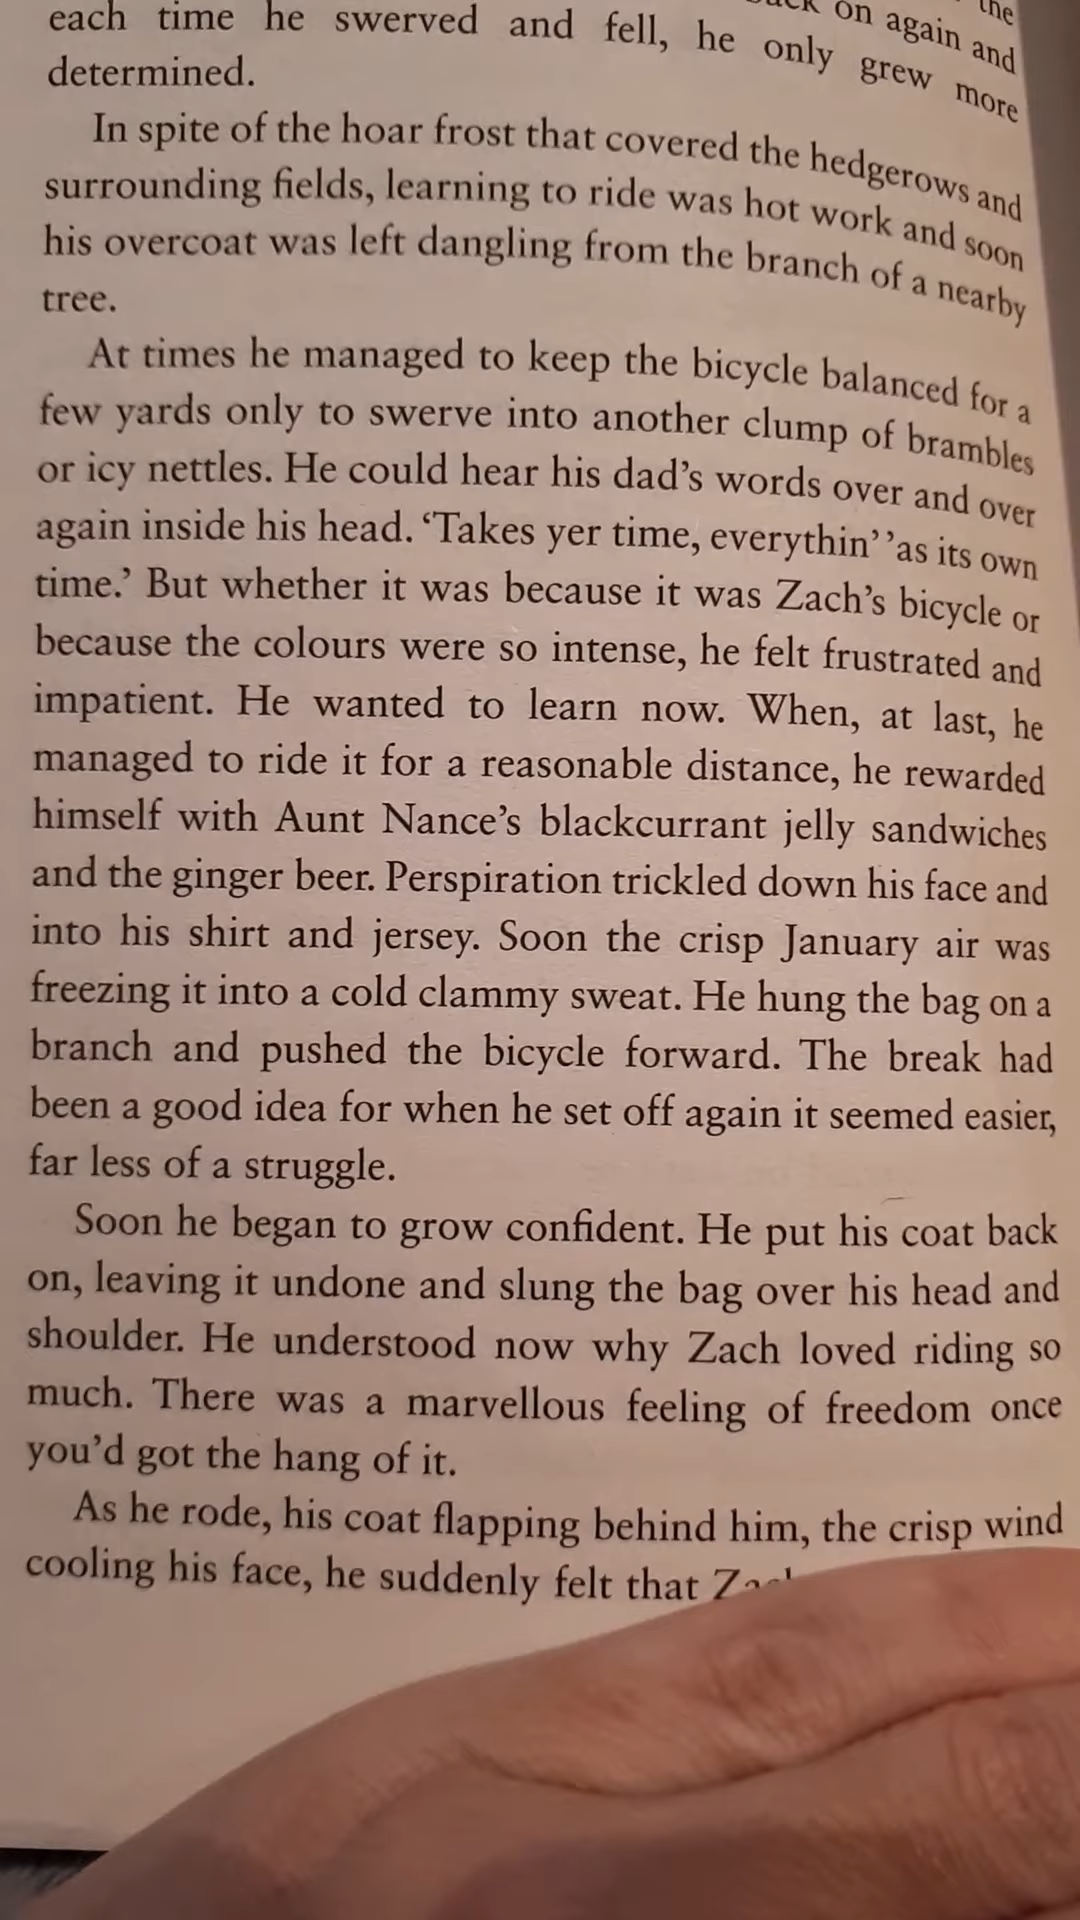 the
on again and
each time he swerved and fell, he only grew more
determined.
In spite of the hoar frost that covered the hedgerows and
surrounding fields, learning to ride was hot work and soon
his overcoat was left dangling from the branch of a nearby
tree.
At times he managed to keep the bicycle balanced for a
few yards only to swerve into another clump of brambles
or icy nettles. He could hear his dad’s words over and over
again inside his head. ‘Takes yer time, everythin’ ’as its own
time.’ But whether it was because it was Zach’s bicycle or
because the colours were so intense, he felt frustrated and
impatient. He wanted to learn now. When, at last, he
managed to ride it for a reasonable distance, he rewarded
himself with Aunt Nance’s blackcurrant jelly sandwiches
and the ginger beer. Perspiration trickled down his face and
into his shirt and jersey. Soon the crisp January air was
freezing it into a cold clammy sweat. He hung the bag on a
branch and pushed the bicycle forward. The break had
been a good idea for when he set off again it seemed easier,
far less of a struggle.
Soon he began to grow confident. He put his coat back
on, leaving it undone and slung the bag over his head and
shoulder. He understood now why Zach loved riding so
much. There was a marvellous feeling of freedom once
you’d got the hang of it.
As he rode, his coat flapping behind him, the crisp wind
cooling his face, he suddenly felt that